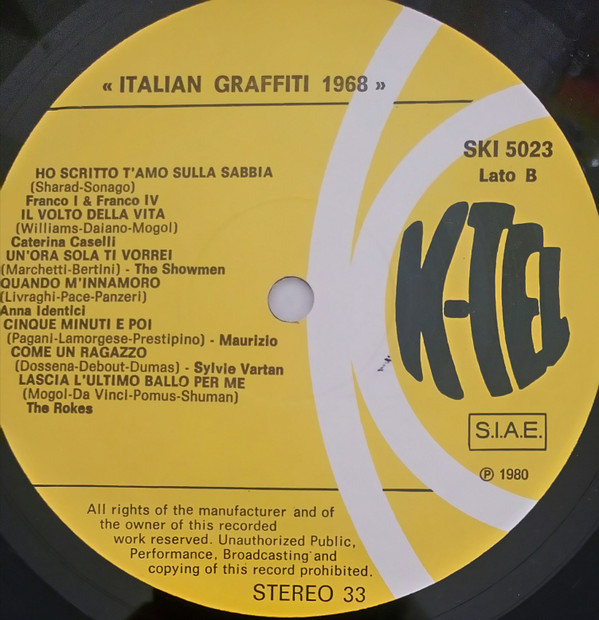 « ITALIAN GRAFFITI 1968 »
SKI 5023
Lato B
HO SCRITTO T'AMO SULLA SABBIA
(Sharad-Sonago)
Franco I & Franco IV
IL VOLTO DELLA VITA
(Williams-Daiano-Mogol)
Caterina Caselli
UN'ORA SOLA TI VORREI
(Marchetti-Bertini) - The Showmen
QUANDO M'INNAMORO
(Livraghi-Pace-Panzeri)
Anna Identici
CINQUE MINUTI E POI
(Pagani-Lamorgese-Prestipino) - Maurizio
COME UN RAGAZZO
(Dossena-Debout-Dumas) - Sylvie Vartan
LASCIA L'ULTIMO BALLO PER ME
(Mogol-Da Vinci-Pomus-Shuman)
The Rokes
K-TEL
S.I.A.E.
℗ 1980
All rights of the manufacturer and of
the owner of this recorded
work reserved. Unauthorized Public,
Performance, Broadcasting and
copying of this record prohibited.
STEREO 33